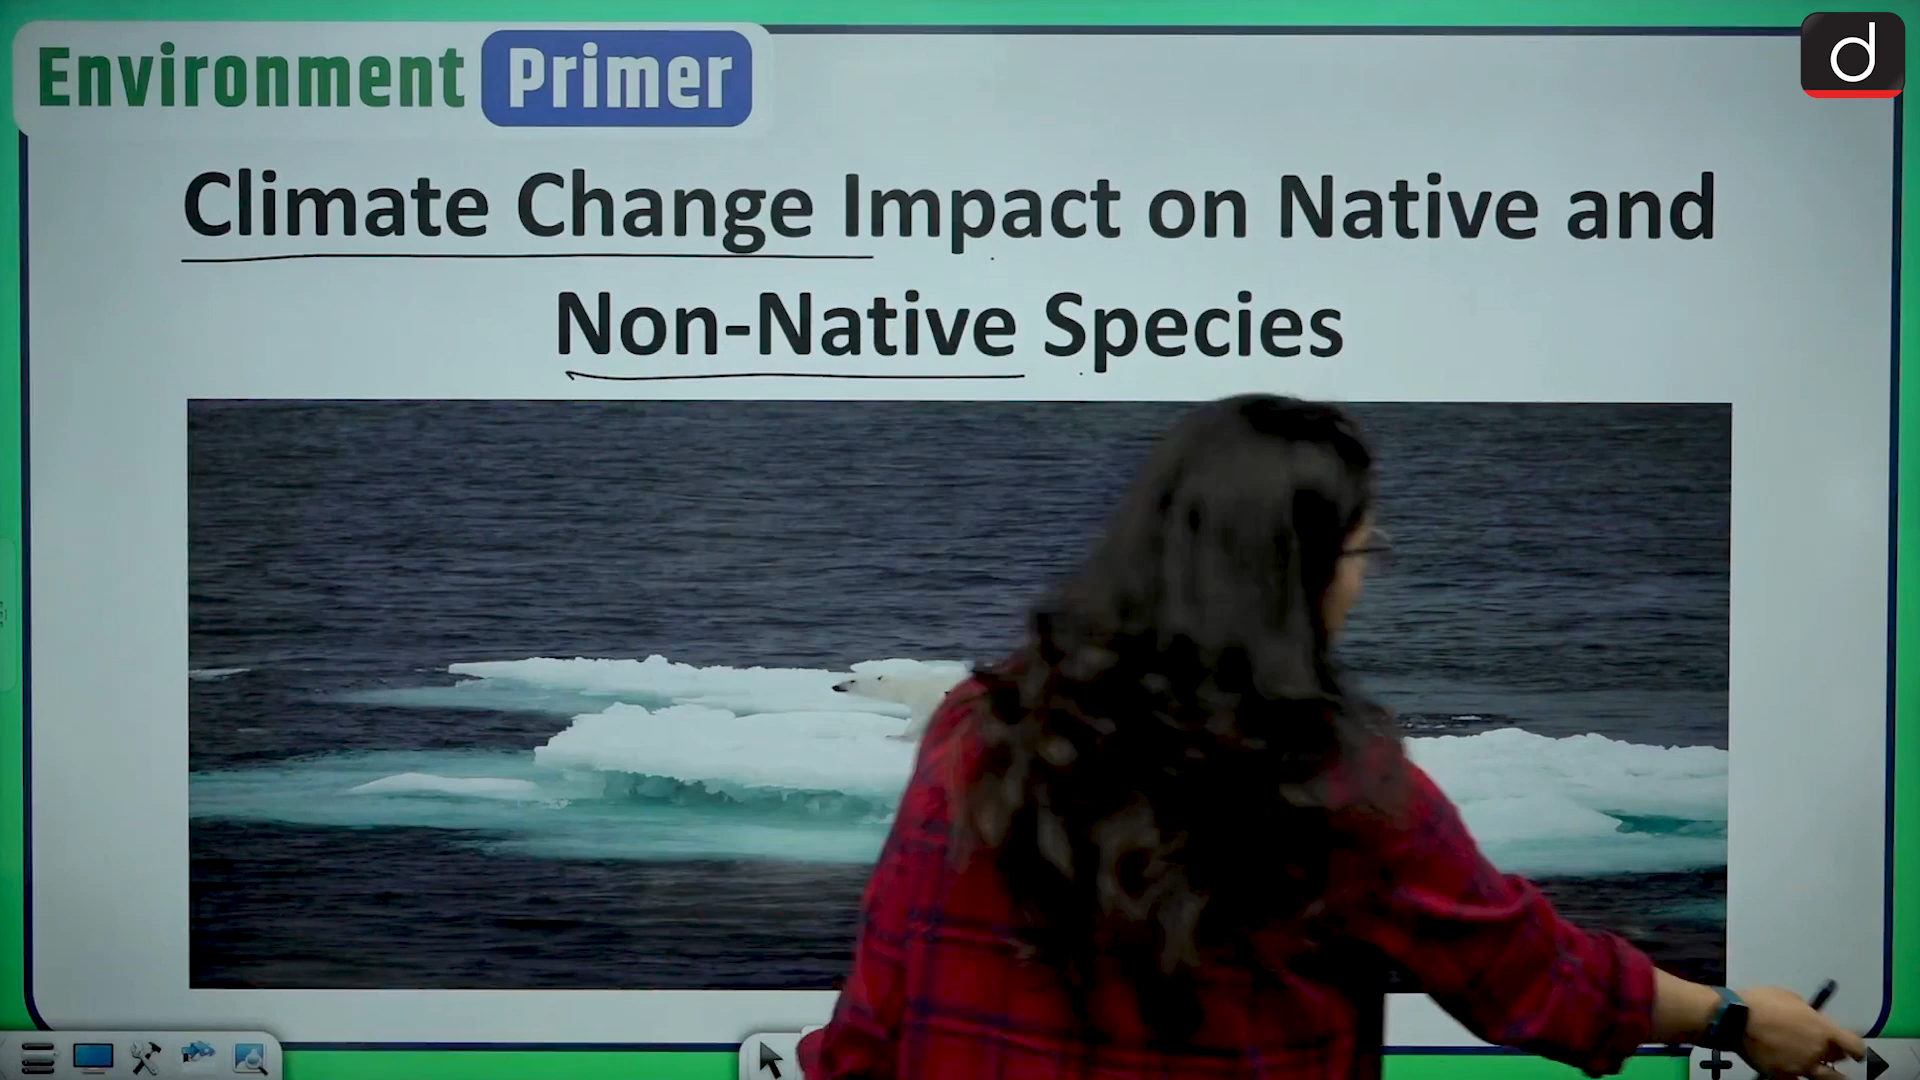 Environment Primer
d
Climate Change Impact on Native and
Non-Native Species